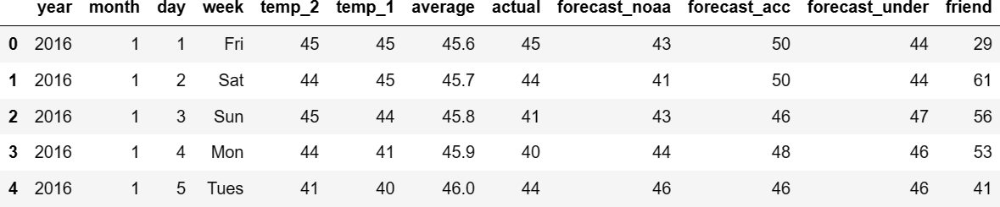 year month day week temp_2 temp_1 average actual forecast_noaa forecast_acc forecast_under friend
0 2016 1 1 Fri 45 45 45.6 45 43 50 44 29
1 2016 1 2 Sat 44 45 45.7 44 41 50 44 61
2 2016 1 3 Sun 45 44 45.8 41 43 46 47 56
3 2016 1 4 Mon 44 41 45.9 40 44 48 46 53
4 2016 1 5 Tues 41 40 46.0 44 46 46 46 41